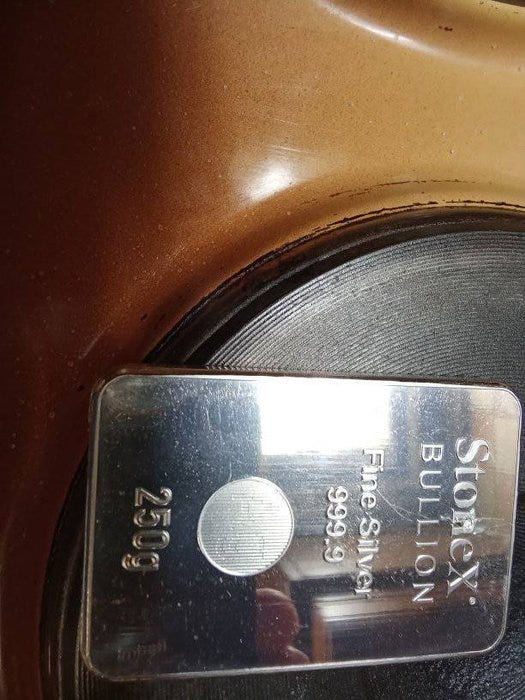 StoneX®
BULLION
Fine Silver
999.9
250g